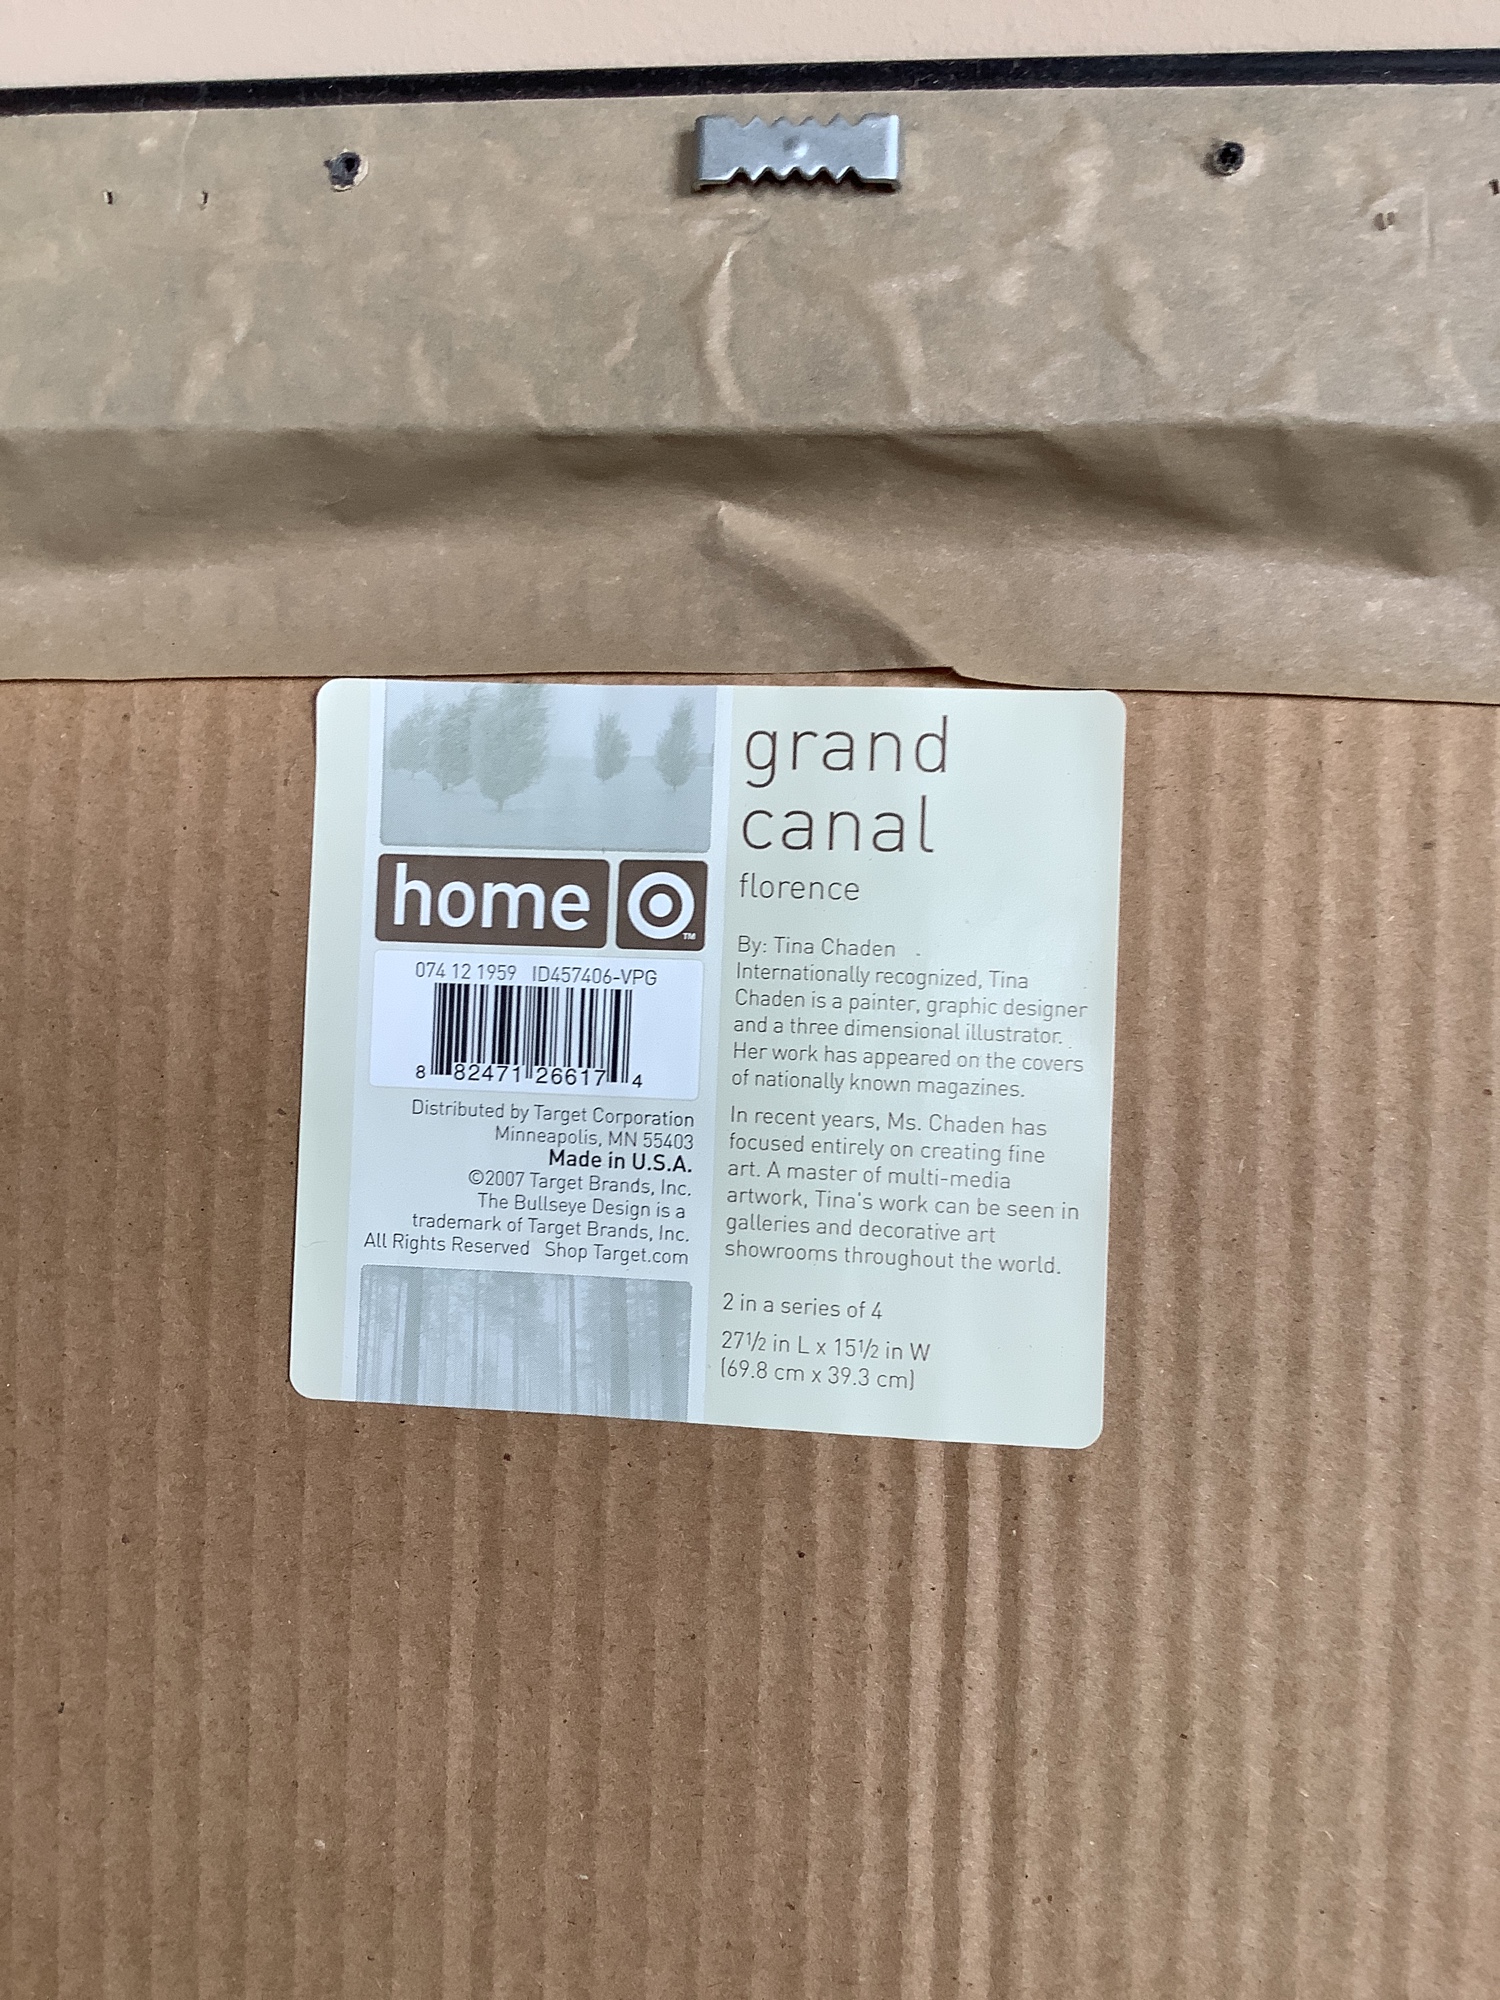 home
TM
074 12 1959 ID457406-VPG
8 82471 26617 4
Distributed by Target Corporation
Minneapolis, MN 55403
Made in U.S.A.
©2007 Target Brands, Inc.
The Bullseye Design is a
trademark of Target Brands, Inc.
All Rights Reserved Shop Target.com
grand
canal
florence
By: Tina Chaden
Internationally recognized, Tina
Chaden is a painter, graphic designer
and a three dimensional illustrator.
Her work has appeared on the covers
of nationally known magazines.
In recent years, Ms. Chaden has
focused entirely on creating fine
art. A master of multi-media
artwork, Tina's work can be seen in
galleries and decorative art
showrooms throughout the world.
2 in a series of 4
27 1/2 in L x 15 1/2 in W
(69.8 cm x 39.3 cm)